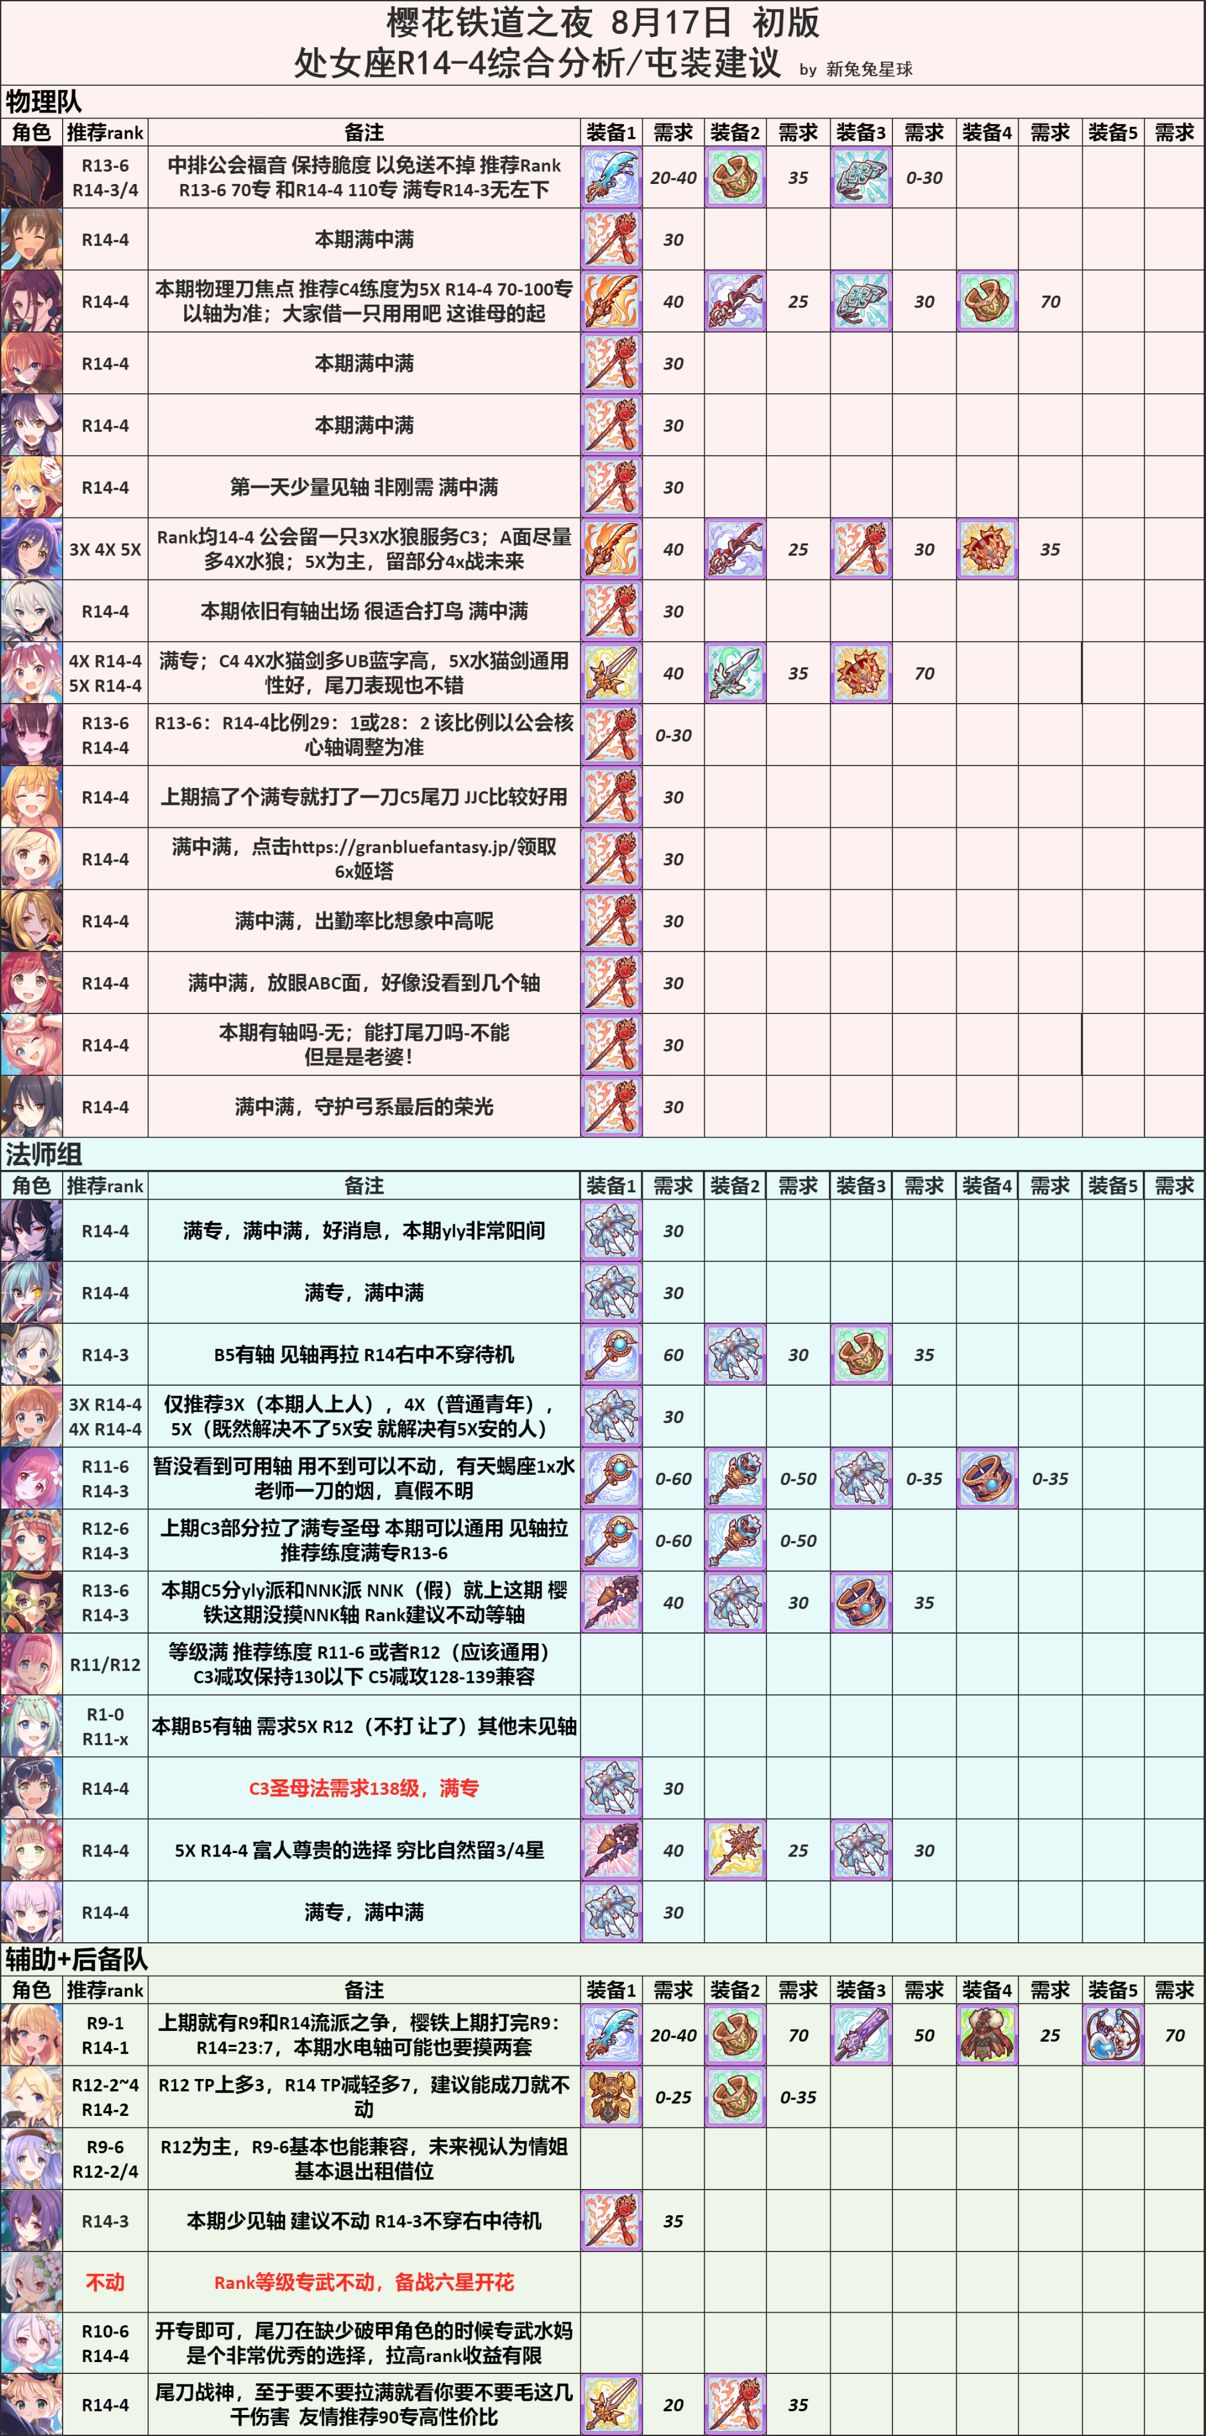 樱花铁道之夜 8月17日 初版
处女座R14-4综合分析/屯装建议 by 新兔兔星球
物理队
角色 推荐rank 备注 装备1 需求 装备2 需求 装备3 需求 装备4 需求 装备5 需求
R13-6
R14-3/4
中排公会福音 保持脆度 以免送不掉 推荐Rank
R13-6 70专 和R14-4 110专 满专R14-3无左下
20-40 35 0-30
R14-4 本期满中满 30
R14-4
本期物理刀焦点 推荐C4练度为5X R14-4 70-100专
以轴为准；大家借一只用用吧 这谁母的起
40 25 30 70
R14-4 本期满中满 30
R14-4 本期满中满 30
R14-4 第一天少量见轴 非刚需 满中满 30
3X 4X 5X
Rank均14-4 公会留一只3X水狼服务C3；A面尽量
多4X水狼；5X为主，留部分4x战未来
40 25 30 35
R14-4 本期依旧有轴出场 很适合打鸟 满中满 30
4X R14-4
5X R14-4
满专；C4 4X水猫剑多UB蓝字高，5X水猫剑通用
性好，尾刀表现也不错
40 35 70
R13-6
R14-4
R13-6：R14-4比例29：1或28：2 该比例以公会核
心轴调整为准
0-30
R14-4 上期搞了个满专就打了一刀C5尾刀 JJC比较好用 30
R14-4
满中满，点击https://granbluefantasy.jp/领取
6x姬塔
30
R14-4 满中满，出勤率比想象中高呢 30
R14-4 满中满，放眼ABC面，好像没看到几个轴 30
R14-4
本期有轴吗-无；能打尾刀吗-不能
但是是老婆！
30
R14-4 满中满，守护弓系最后的荣光 30
法师组
角色 推荐rank 备注 装备1 需求 装备2 需求 装备3 需求 装备4 需求 装备5 需求
R14-4 满专，满中满，好消息，本期yly非常阳间 30
R14-4 满专，满中满 30
R14-3 B5有轴 见轴再拉 R14右中不穿待机 60 30 35
3X R14-4
4X R14-4
仅推荐3X（本期人上人），4X（普通青年），
5X（既然解决不了5X安 就解决有5X安的人）
30
R11-6
R14-3
暂没看到可用轴 用不到可以不动，有天蝎座1x水
老师一刀的烟，真假不明
0-60 0-50 0-35 0-35
R12-6
R14-3
上期C3部分拉了满专圣母 本期可以通用 见轴拉
推荐练度满专R13-6
0-60 0-50
R13-6
R14-3
本期C5分yly派和NNK派 NNK（假）就上这期 樱
铁这期没摸NNK轴 Rank建议不动等轴
40 30 35
R11/R12
等级满 推荐练度 R11-6 或者R12（应该通用）
C3减攻保持130以下 C5减攻128-139兼容
R1-0
R11-x
本期B5有轴 需求5X R12（不打 让了）其他未见轴
R14-4 C3圣母法需求138级，满专 30
R14-4 5X R14-4 富人尊贵的选择 穷比自然留3/4星 40 25 30
R14-4 满专，满中满 30
辅助+后备队
角色 推荐rank 备注 装备1 需求 装备2 需求 装备3 需求 装备4 需求 装备5 需求
R9-1
R14-1
上期就有R9和R14流派之争，樱铁上期打完R9：
R14=23:7，本期水电轴可能也要摸两套
20-40 70 50 25 70
R12-2~4
R14-2
R12 TP上多3，R14 TP减轻多7，建议能成刀就不
动
0-25 0-35
R9-6
R12-2/4
R12为主，R9-6基本也能兼容，未来视认为情姐
基本退出租借位
R14-3 本期少见轴 建议不动 R14-3不穿右中待机 35
不动 Rank等级专武不动，备战六星开花
R10-6
R14-4
开专即可，尾刀在缺少破甲角色的时候专武水妈
是个非常优秀的选择，拉高rank收益有限
R14-4
尾刀战神，至于要不要拉满就看你要不要毛这几
千伤害 友情推荐90专高性价比
20 35